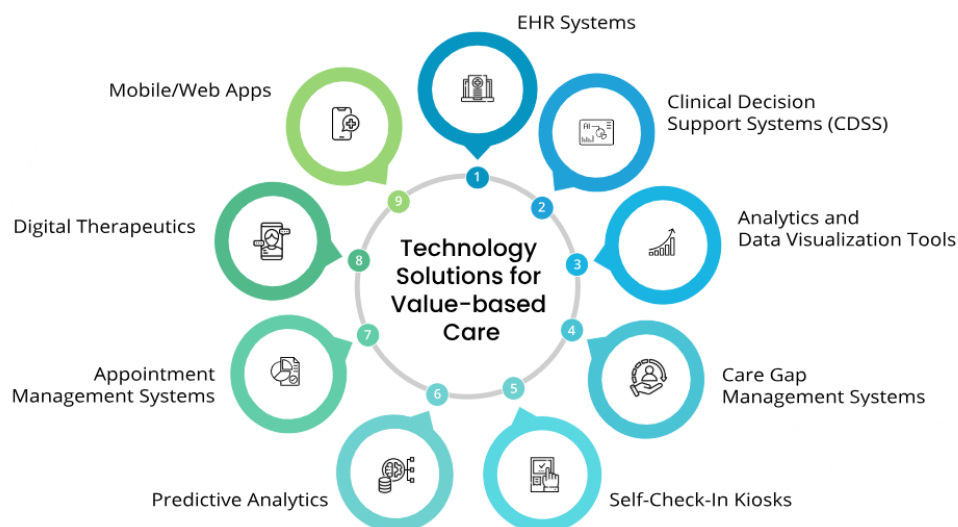 EHR Systems
Mobile/Web Apps
Clinical Decision
Support Systems (CDSS)
AI
Digital Therapeutics
Analytics and
Data Visualization Tools
Technology
Solutions for
Value-based
Care
1
2
3
4
5
6
7
8
9
Appointment
Management Systems
Care Gap
Management Systems
Predictive Analytics
Self-Check-In Kiosks